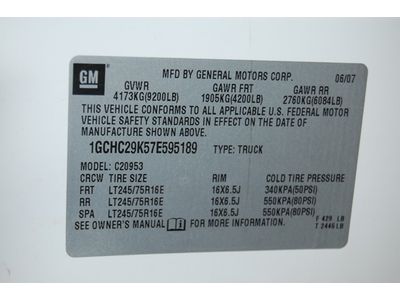 GM
MFD BY GENERAL MOTORS CORP. 06/07
GVWR GAWR FRT GAWR RR
4173KG(9200LB) 1905KG(4200LB) 2760KG(6084LB)
THIS VEHICLE CONFORMS TO ALL APPLICABLE U.S. FEDERAL MOTOR
VEHICLE SAFETY STANDARDS IN EFFECT ON THE DATE OF
MANUFACTURE SHOWN ABOVE.
1GCHC29K57E595189 TYPE: TRUCK
MODEL: C20953
CRCW TIRE SIZE RIM COLD TIRE PRESSURE
FRT LT245/75R16E 16X6.5J 340KPA(50PSI)
RR LT245/75R16E 16X6.5J 550KPA(80PSI)
SPA LT245/75R16E 16X6.5J 550KPA(80PSI)
SEE OWNER'S MANUAL FOR MORE INFORMATION.
F 429 LB
T 2446 LB